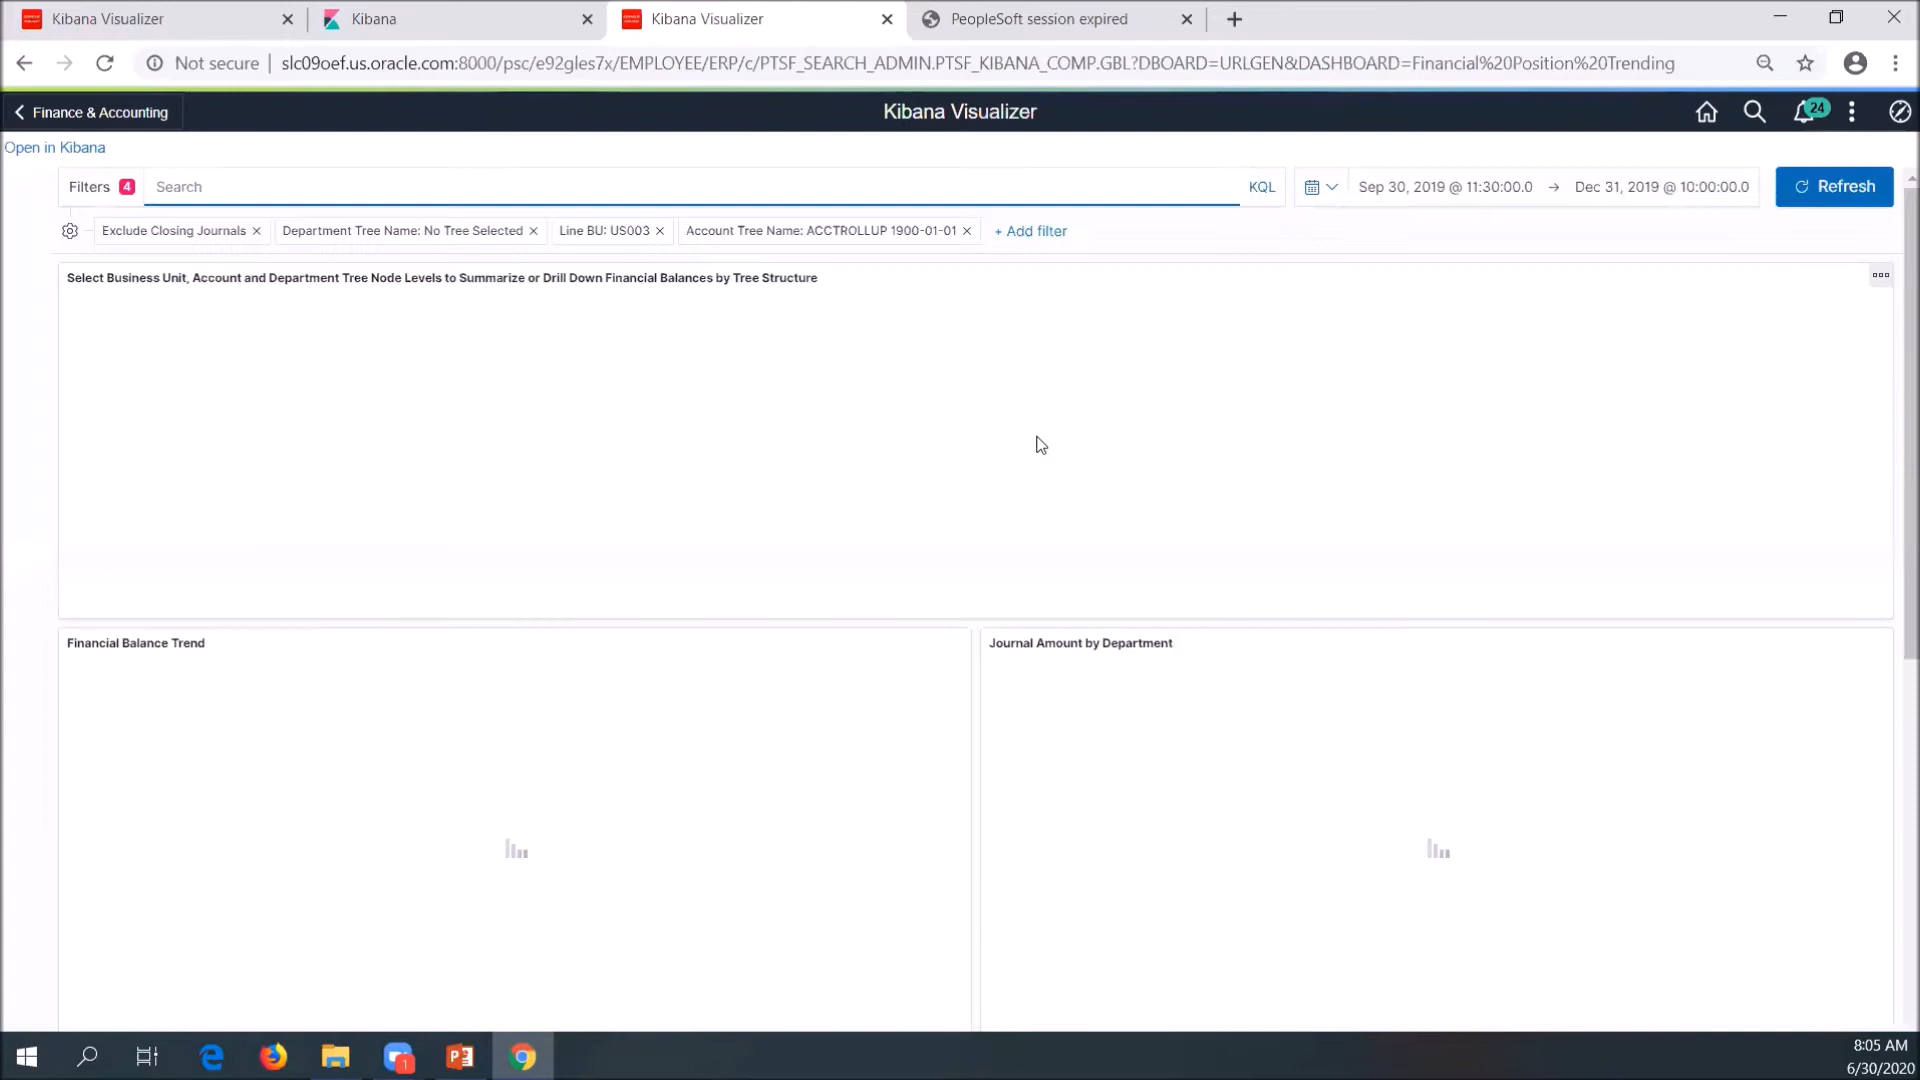 Kibana Visualizer
Kibana
Kibana Visualizer
PeopleSoft session expired
Not secure
slc09oef.us.oracle.com:8000/psc/e92gles7x/EMPLOYEE/ERP/c/PTSF_SEARCH_ADMIN.PTSF_KIBANA_COMP.GBL?DBOARD=URLGEN&DASHBOARD=Financial%20Position%20Trending
Finance & Accounting
Kibana Visualizer
24
Open in Kibana
Filters 4
Search
KQL
Sep 30, 2019 @ 11:30:00.0 → Dec 31, 2019 @ 10:00:00.0
Refresh
Exclude Closing Journals
Department Tree Name: No Tree Selected
Line BU: US003
Account Tree Name: ACCTROLLUP 1900-01-01
+ Add filter
Select Business Unit, Account and Department Tree Node Levels to Summarize or Drill Down Financial Balances by Tree Structure
Financial Balance Trend
Journal Amount by Department
1
8:05 AM
6/30/2020